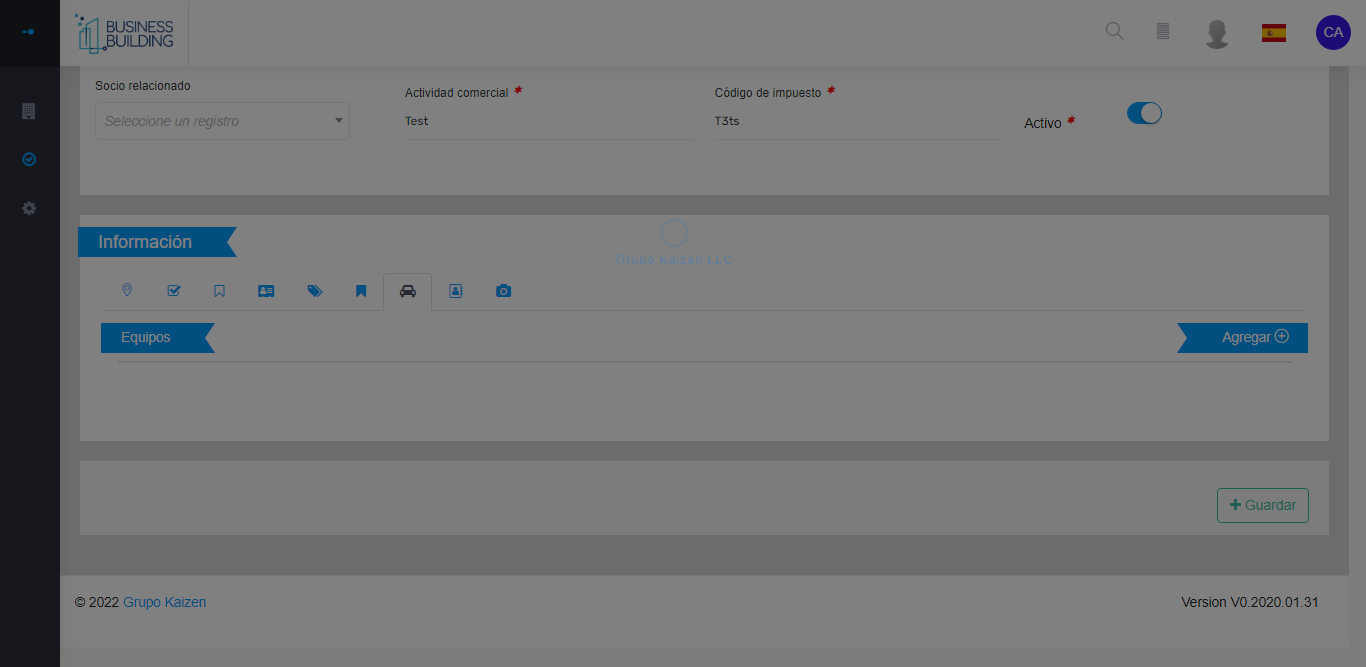 BUSINESS
BUILDING
CA
Socio relacionado
Seleccione un registro
Actividad comercial *
Test
Código de impuesto *
T3ts
Activo *
Información
Grupo Kaizen LLC
Equipos
Agregar
Guardar
© 2022 Grupo Kaizen
Version V0.2020.01.31